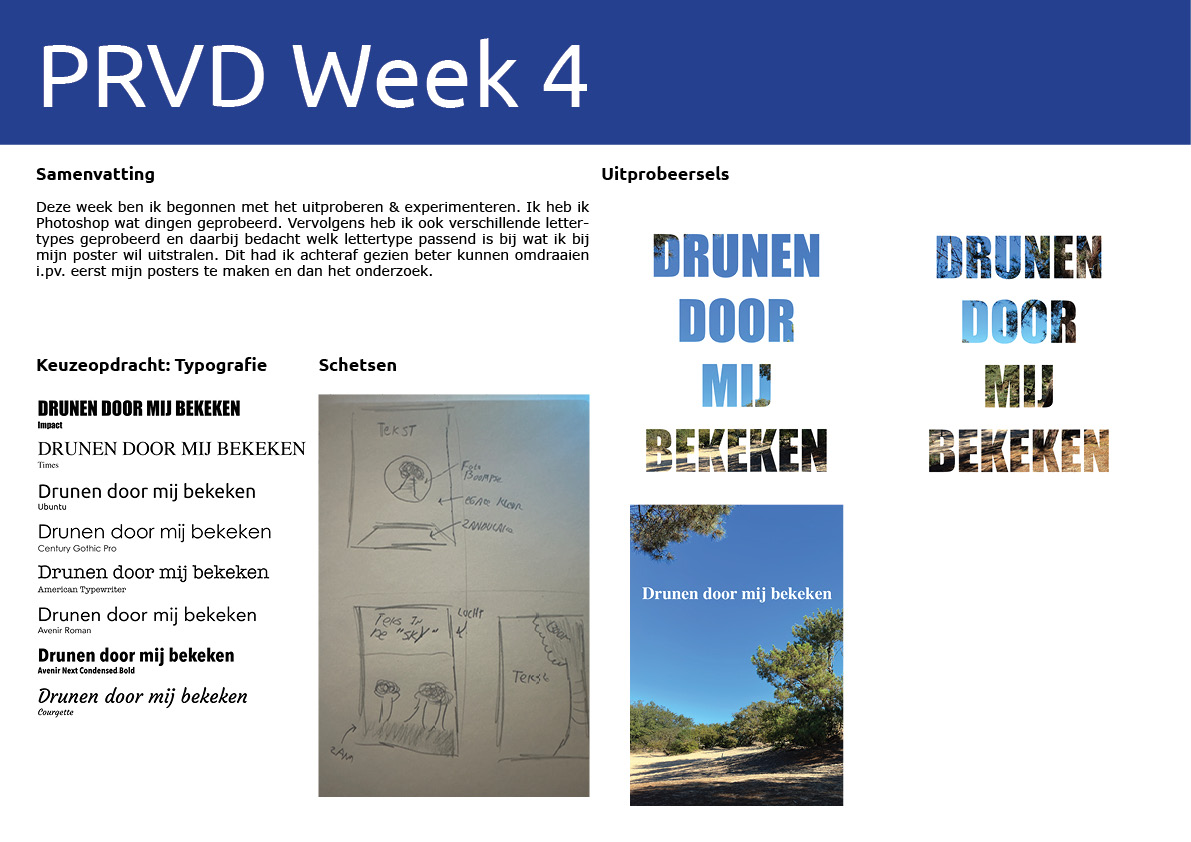 PRVD Week 4
Samenvatting
Deze week ben ik begonnen met het uitproberen & experimenteren. Ik heb ik
Photoshop wat dingen geprobeerd. Vervolgens heb ik ook verschillende letter-
types geprobeerd en daarbij bedacht welk lettertype passend is bij wat ik bij
mijn poster wil uitstralen. Dit had ik achteraf gezien beter kunnen omdraaien
i.pv. eerst mijn posters te maken en dan het onderzoek.
Keuzeopdracht: Typografie
DRUNEN DOOR MIJ BEKEKEN
Impact
DRUNEN DOOR MIJ BEKEKEN
Times
Drunen door mij bekeken
Ubuntu
Drunen door mij bekeken
Century Gothic Pro
Drunen door mij bekeken
American Typewriter
Drunen door mij bekeken
Avenir Roman
Drunen door mij bekeken
Avenir Next Condensed Bold
Drunen door mij bekeken
Courgette
Schetsen
TEKST
Foto
Boompje
EGALE KLEUR
TEKS IN
DE "SKY"
LUCHT
Tekst
Uitprobeersels
DRUNEN
DOOR
MIJ
BEKEKEN
DRUNEN
DOOR
MIJ
BEKEKEN
Drunen door mij bekeken